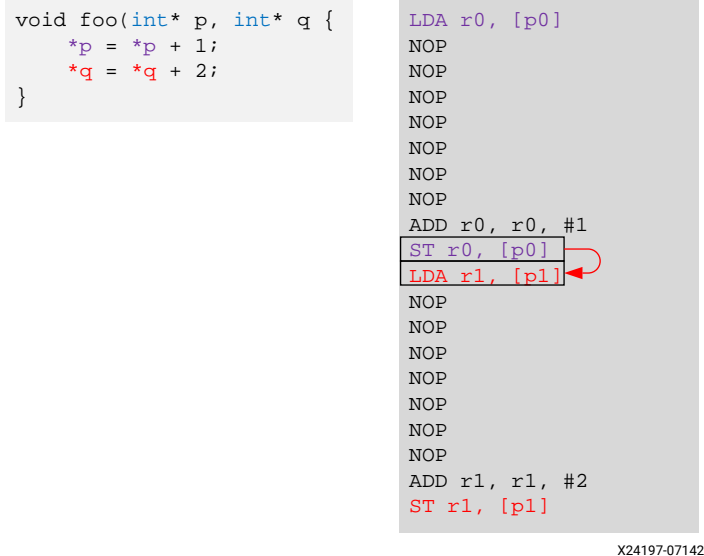 void foo(int* p, int* q {
*p = *p + 1;
*q = *q + 2;
}
LDA r0, [p0]
NOP
NOP
NOP
NOP
NOP
NOP
NOP
ADD r0, r0, #1
ST r0, [p0]
LDA r1, [p1]
NOP
NOP
NOP
NOP
NOP
NOP
NOP
ADD r1, r1, #2
ST r1, [p1]
X24197-07142